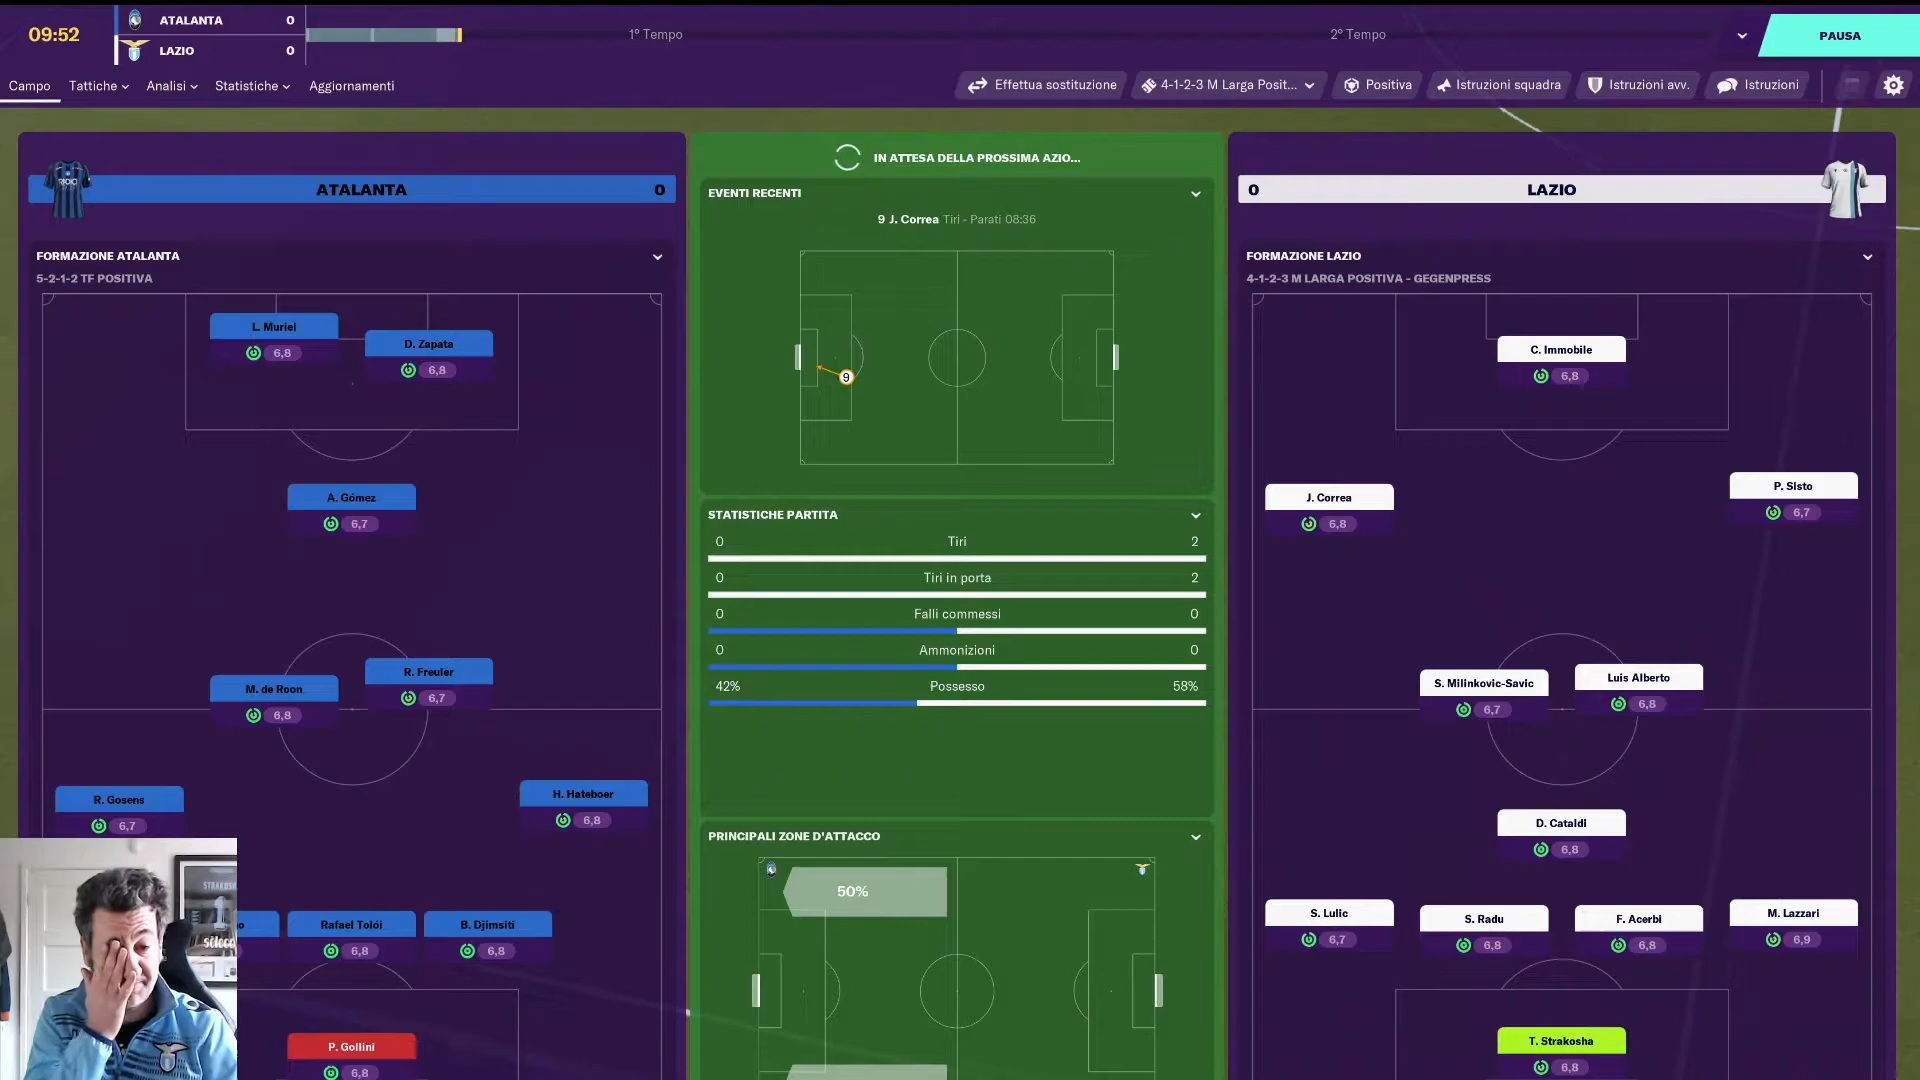 09:52
ATALANTA 0
LAZIO 0
1° Tempo
2° Tempo
PAUSA
Campo
Tattiche
Analisi
Statistiche
Aggiornamenti
Effettua sostituzione
4-1-2-3 M Larga Posit...
Positiva
Istruzioni squadra
Istruzioni avv.
Istruzioni
ATALANTA 0
FORMAZIONE ATALANTA
5-2-1-2 TF POSITIVA
L. Muriel
6,8
D. Zapata
6,8
A. Gómez
6,7
R. Freuler
6,7
M. de Roon
6,8
H. Hateboer
6,8
R. Gosens
6,7
o
Rafael Tolói
6,8
B. Djimsiti
6,8
P. Gollini
6,8
STRAKOSH
1
IN ATTESA DELLA PROSSIMA AZIO...
EVENTI RECENTI
9 J. Correa Tiri - Parati 08:36
9
STATISTICHE PARTITA
0 Tiri 2
0 Tiri in porta 2
0 Falli commessi 0
0 Ammonizioni 0
42% Possesso 58%
PRINCIPALI ZONE D'ATTACCO
50%
0 LAZIO
FORMAZIONE LAZIO
4-1-2-3 M LARGA POSITIVA - GEGENPRESS
C. Immobile
6,8
P. Sisto
6,7
J. Correa
6,8
Luis Alberto
6,8
S. Milinkovic-Savic
6,7
D. Cataldi
6,8
S. Lulic
6,7
S. Radu
6,8
F. Acerbi
6,8
M. Lazzari
6,9
T. Strakosha
6,8